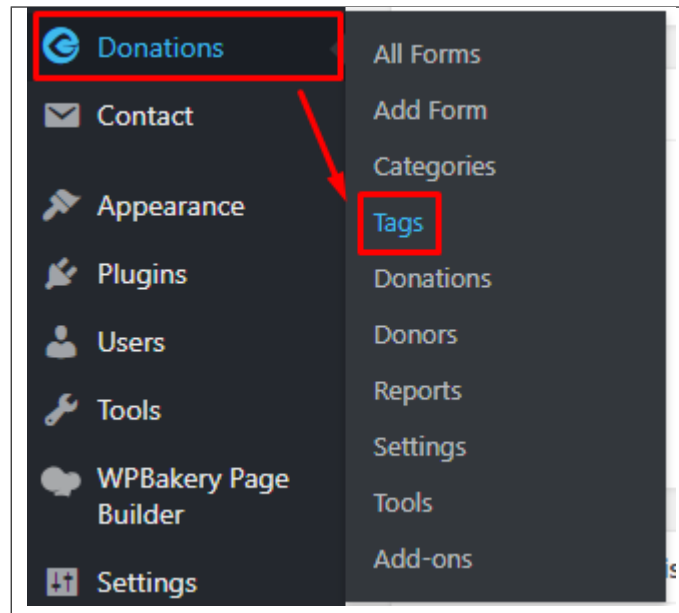 Donations
Contact
Appearance
Plugins
Users
Tools
WPBakery Page
Builder
Settings
All Forms
Add Form
Categories
Tags
Donations
Donors
Reports
Settings
Tools
Add-ons